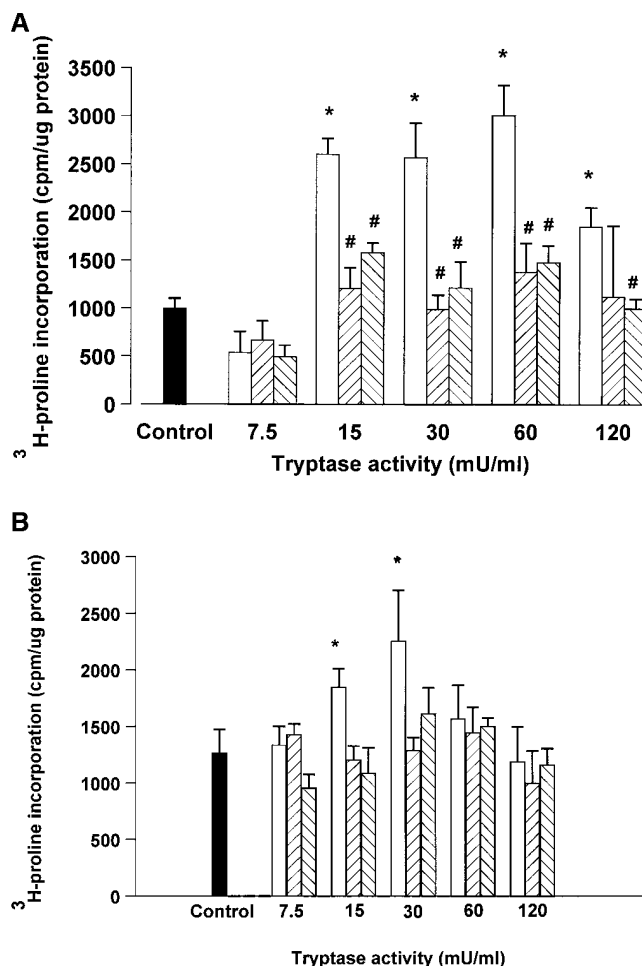 A
3500
3000
2500
2000
1500
1000
500
0
3 H-proline incorporation (cpm/ug protein)
* * * *
# # # # # # #
Control 7.5 15 30 60 120
Tryptase activity (mU/ml)
B
3000
2500
2000
1500
1000
500
0
3 H-proline incorporation (cpm/ug protein)
* *
Control 7.5 15 30 60 120
Tryptase activity (mU/ml)